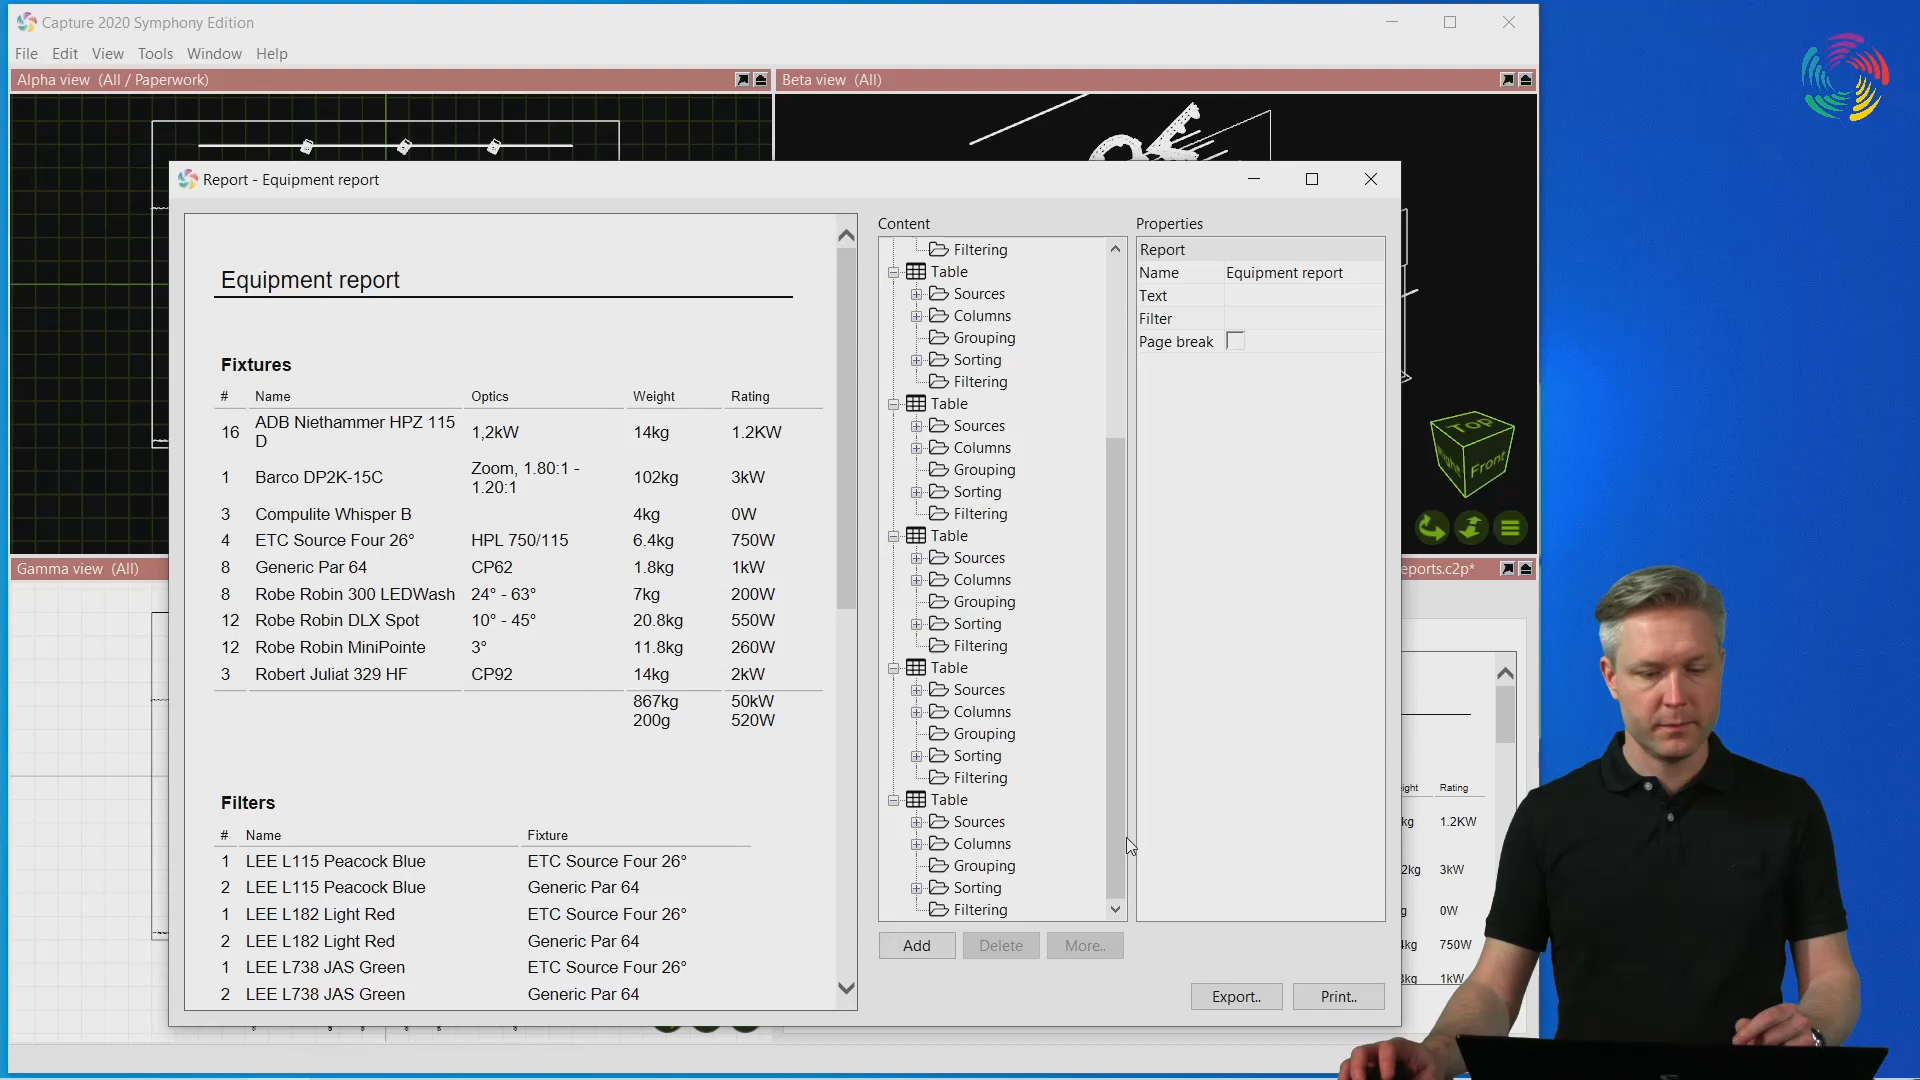 Capture 2020 Symphony Edition
File Edit View Tools Window Help
Alpha view (All / Paperwork)
Beta view (All)
Report - Equipment report
Equipment report
Fixtures
# Name Optics Weight Rating
16 ADB Niethammer HPZ 115 D 1,2kW 14kg 1.2KW
1 Barco DP2K-15C Zoom, 1.80:1 - 1.20:1 102kg 3kW
3 Compulite Whisper B 4kg 0W
4 ETC Source Four 26° HPL 750/115 6.4kg 750W
8 Generic Par 64 CP62 1.8kg 1kW
8 Robe Robin 300 LEDWash 24° - 63° 7kg 200W
12 Robe Robin DLX Spot 10° - 45° 20.8kg 550W
12 Robe Robin MiniPointe 3° 11.8kg 260W
3 Robert Juliat 329 HF CP92 14kg 2kW
867kg 50kW
200g 520W
Filters
# Name Fixture
1 LEE L115 Peacock Blue ETC Source Four 26°
2 LEE L115 Peacock Blue Generic Par 64
1 LEE L182 Light Red ETC Source Four 26°
2 LEE L182 Light Red Generic Par 64
1 LEE L738 JAS Green ETC Source Four 26°
2 LEE L738 JAS Green Generic Par 64
Content
Filtering
Table
Sources
Columns
Grouping
Sorting
Filtering
Table
Sources
Columns
Grouping
Sorting
Filtering
Table
Sources
Columns
Grouping
Sorting
Filtering
Table
Sources
Columns
Grouping
Sorting
Filtering
Table
Sources
Columns
Grouping
Sorting
Filtering
Add Delete More..
Properties
Report
Name Equipment report
Text
Filter
Page break
Export.. Print..
Top
Front
Gamma view (All)
eports.c2p*
ight Rating
kg 1.2KW
2kg 3kW
g 0W
4kg 750W
8kg 1kW